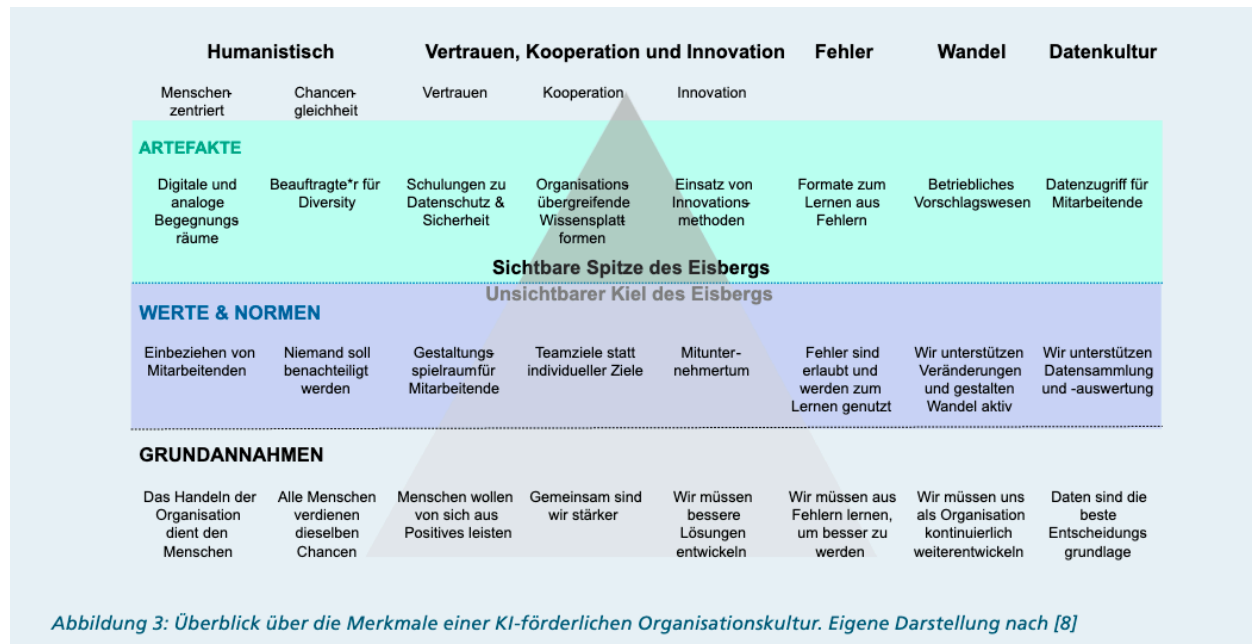 Humanistisch Vertrauen, Kooperation und Innovation Fehler Wandel Datenkultur
Menschen-
zentriert
Chancen-
gleichheit
Vertrauen
Kooperation
Innovation
ARTEFAKTE
Digitale und
analoge
Begegnungs
räume
Beauftragte*r für
Diversity
Schulungen zu
Datenschutz &
Sicherheit
Organisations-
übergreifende
Wissensplatt-
formen
Einsatz von
Innovations-
methoden
Formate zum
Lernen aus
Fehlern
Betriebliches
Vorschlagswesen
Datenzugriff für
Mitarbeitende
Sichtbare Spitze des Eisbergs
Unsichtbarer Kiel des Eisbergs
WERTE & NORMEN
Einbeziehen von
Mitarbeitenden
Niemand soll
benachteiligt
werden
Gestaltungs-
spielraum für
Mitarbeitende
Teamziele statt
individueller Ziele
Mitunter-
nehmertum
Fehler sind
erlaubt und
werden zum
Lernen genutzt
Wir unterstützen
Veränderungen
und gestalten
Wandel aktiv
Wir unterstützen
Datensammlung
und -auswertung
GRUNDANNAHMEN
Das Handeln der
Organisation
dient den
Menschen
Alle Menschen
verdienen
dieselben
Chancen
Menschen wollen
von sich aus
Positives leisten
Gemeinsam sind
wir stärker
Wir müssen
bessere
Lösungen
entwickeln
Wir müssen aus
Fehlern lernen,
um besser zu
werden
Wir müssen uns
als Organisation
kontinuierlich
weiterentwickeln
Daten sind die
beste
Entscheidungs
grundlage
Abbildung 3: Überblick über die Merkmale einer KI-förderlichen Organisationskultur. Eigene Darstellung nach [8]